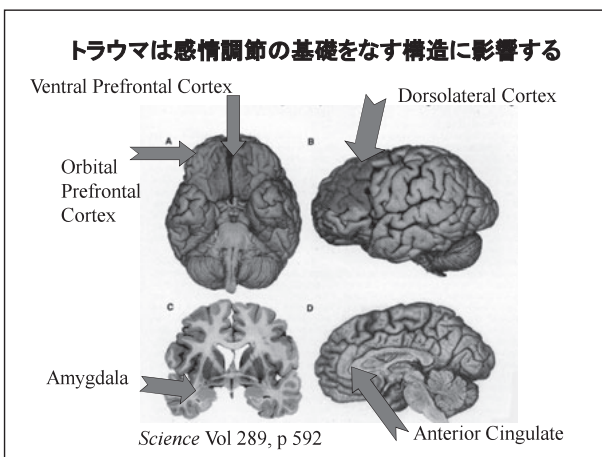 トラウマは感情調節の基礎をなす構造に影響する
Ventral Prefrontal Cortex
Dorsolateral Cortex
A
B
Orbital
Prefrontal
Cortex
C
D
Amygdala
Anterior Cingulate
Science Vol 289, p 592